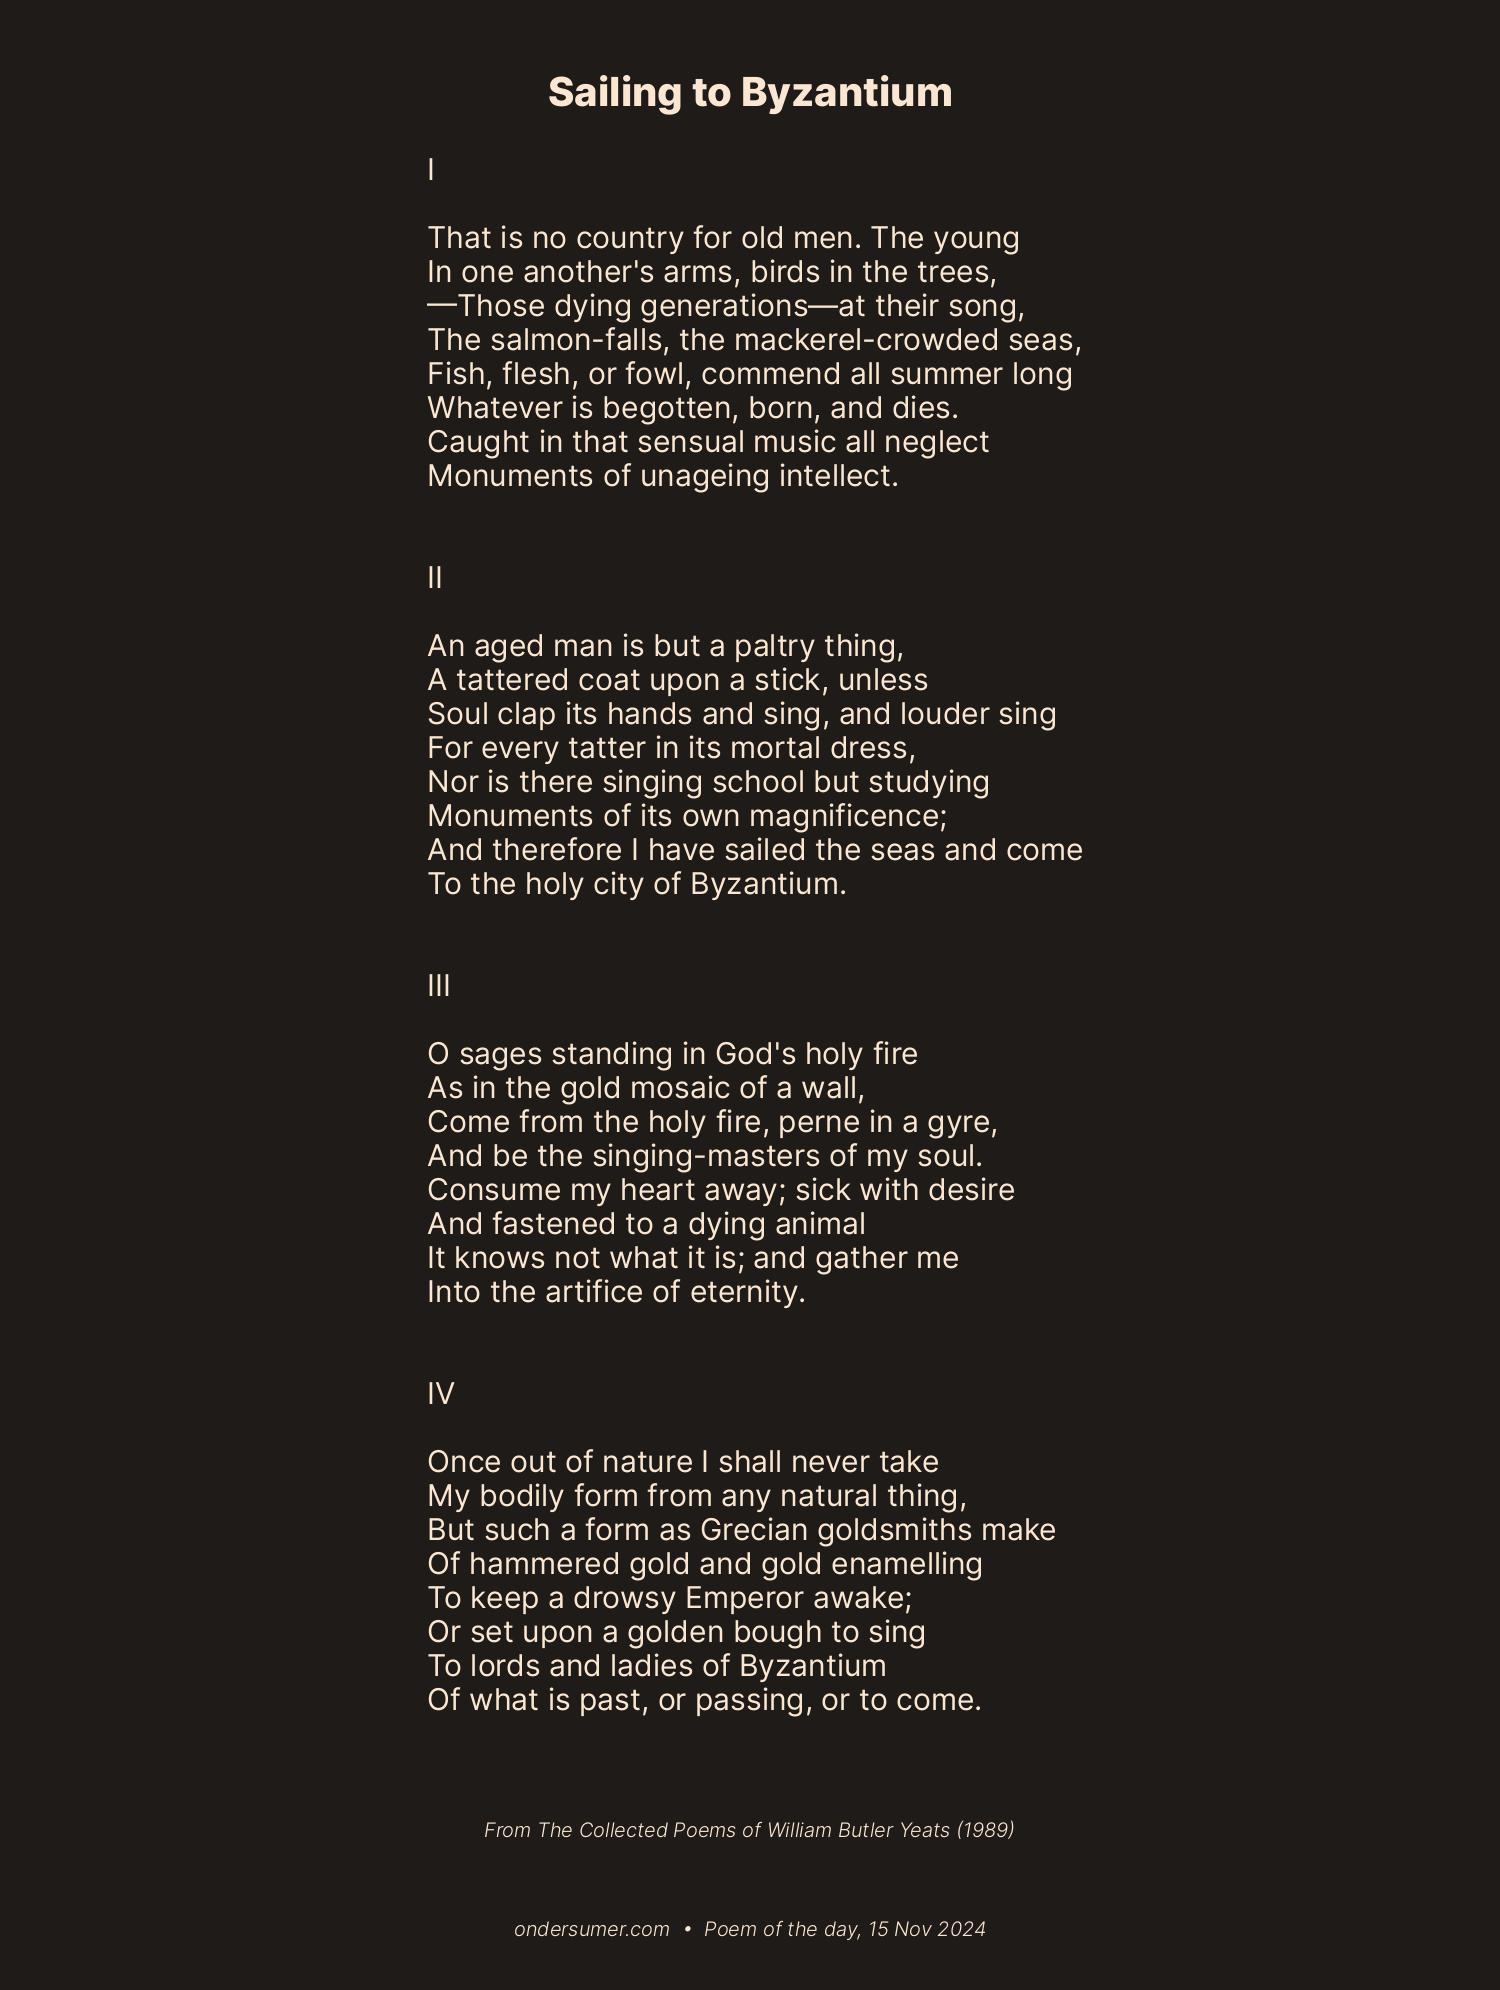 Sailing to Byzantium
I
That is no country for old men. The young
In one another's arms, birds in the trees,
—Those dying generations—at their song,
The salmon-falls, the mackerel-crowded seas,
Fish, flesh, or fowl, commend all summer long
Whatever is begotten, born, and dies.
Caught in that sensual music all neglect
Monuments of unageing intellect.
II
An aged man is but a paltry thing,
A tattered coat upon a stick, unless
Soul clap its hands and sing, and louder sing
For every tatter in its mortal dress,
Nor is there singing school but studying
Monuments of its own magnificence;
And therefore I have sailed the seas and come
To the holy city of Byzantium.
III
O sages standing in God's holy fire
As in the gold mosaic of a wall,
Come from the holy fire, perne in a gyre,
And be the singing-masters of my soul.
Consume my heart away; sick with desire
And fastened to a dying animal
It knows not what it is; and gather me
Into the artifice of eternity.
IV
Once out of nature I shall never take
My bodily form from any natural thing,
But such a form as Grecian goldsmiths make
Of hammered gold and gold enamelling
To keep a drowsy Emperor awake;
Or set upon a golden bough to sing
To lords and ladies of Byzantium
Of what is past, or passing, or to come.
From The Collected Poems of William Butler Yeats (1989)
ondersumer.com • Poem of the day, 15 Nov 2024